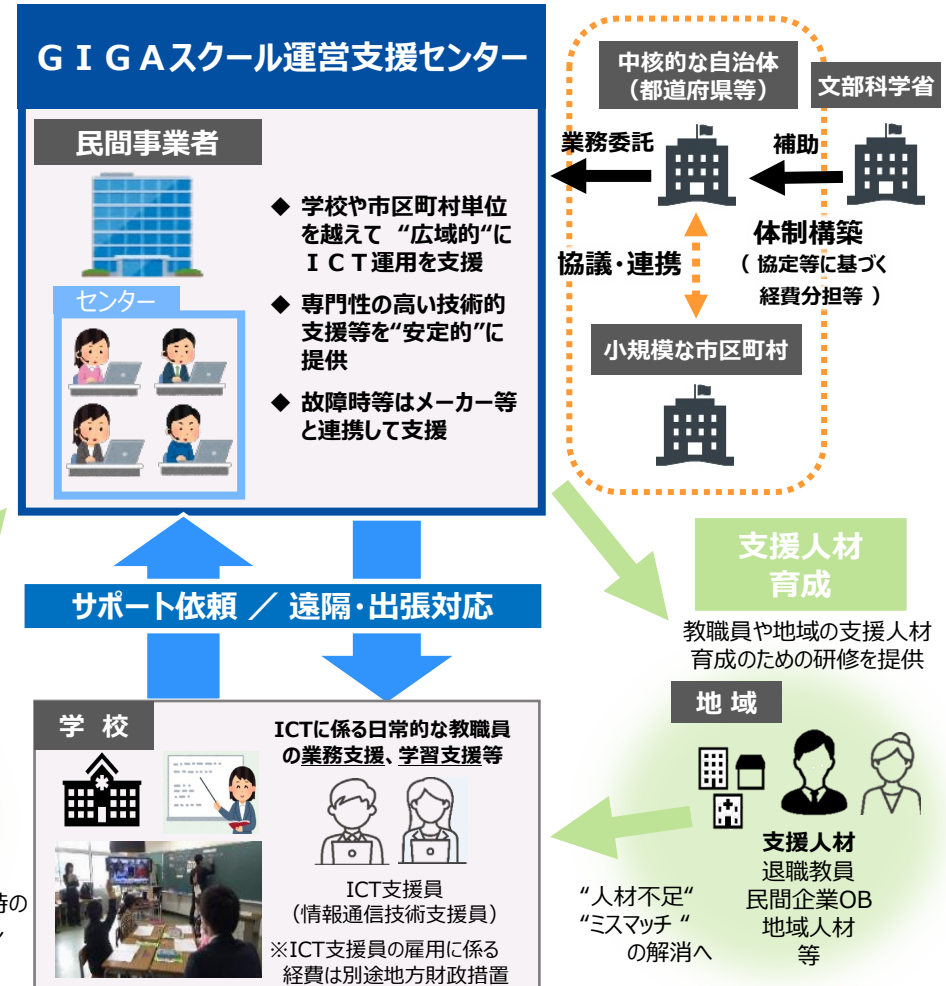 ＧＩＧＡスクール運営支援センター
民間事業者
センター
◆ 学校や市区町村単位
を越えて “広域的“に
ＩＣＴ運用を支援
◆ 専門性の高い技術的
支援等を“安定的”に
提供
◆ 故障時等はメーカー等
と連携して支援
中核的な自治体
（都道府県等）
文部科学省
業務委託
補助
協議・連携
体制構築
（ 協定等に基づく
経費分担等 ）
小規模な市区町村
サポート依頼 ／ 遠隔・出張対応
支援人材
育成
教職員や地域の支援人材
育成のための研修を提供
学 校
ICTに係る日常的な教職員
の業務支援、学習支援等
ICT支援員
（情報通信技術支援員）
※ICT支援員の雇用に係る
経費は別途地方財政措置
地 域
支援人材
退職教員
民間企業OB
地域人材
等
“人材不足“
“ミスマッチ “
の解消へ
時の